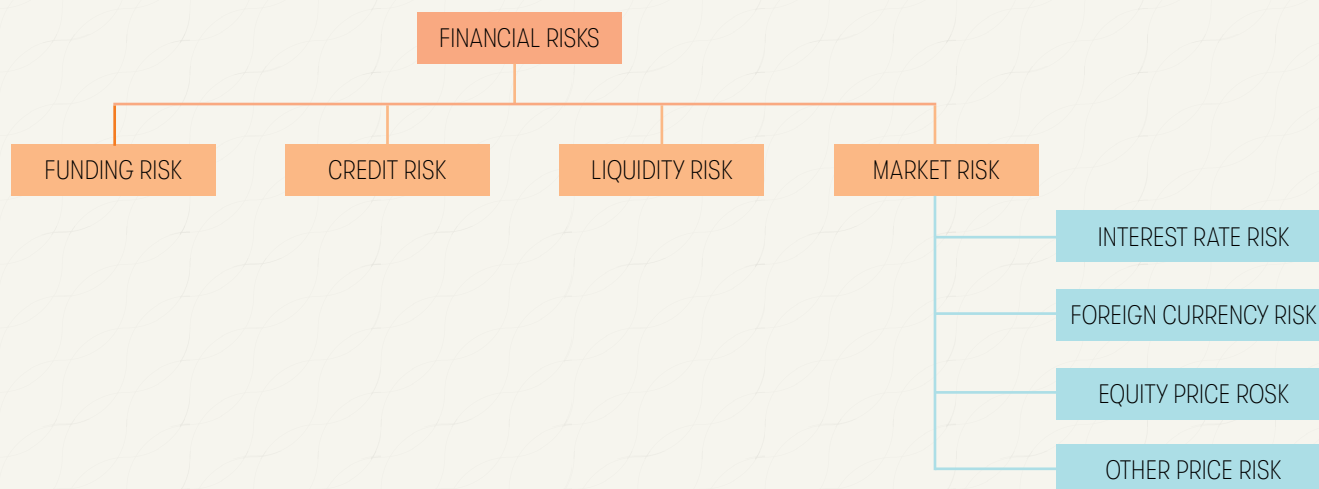 FINANCIAL RISKS
FUNDING RISK
CREDIT RISK
LIQUIDITY RISK
MARKET RISK
INTEREST RATE RISK
FOREIGN CURRENCY RISK
EQUITY PRICE ROSK
OTHER PRICE RISK